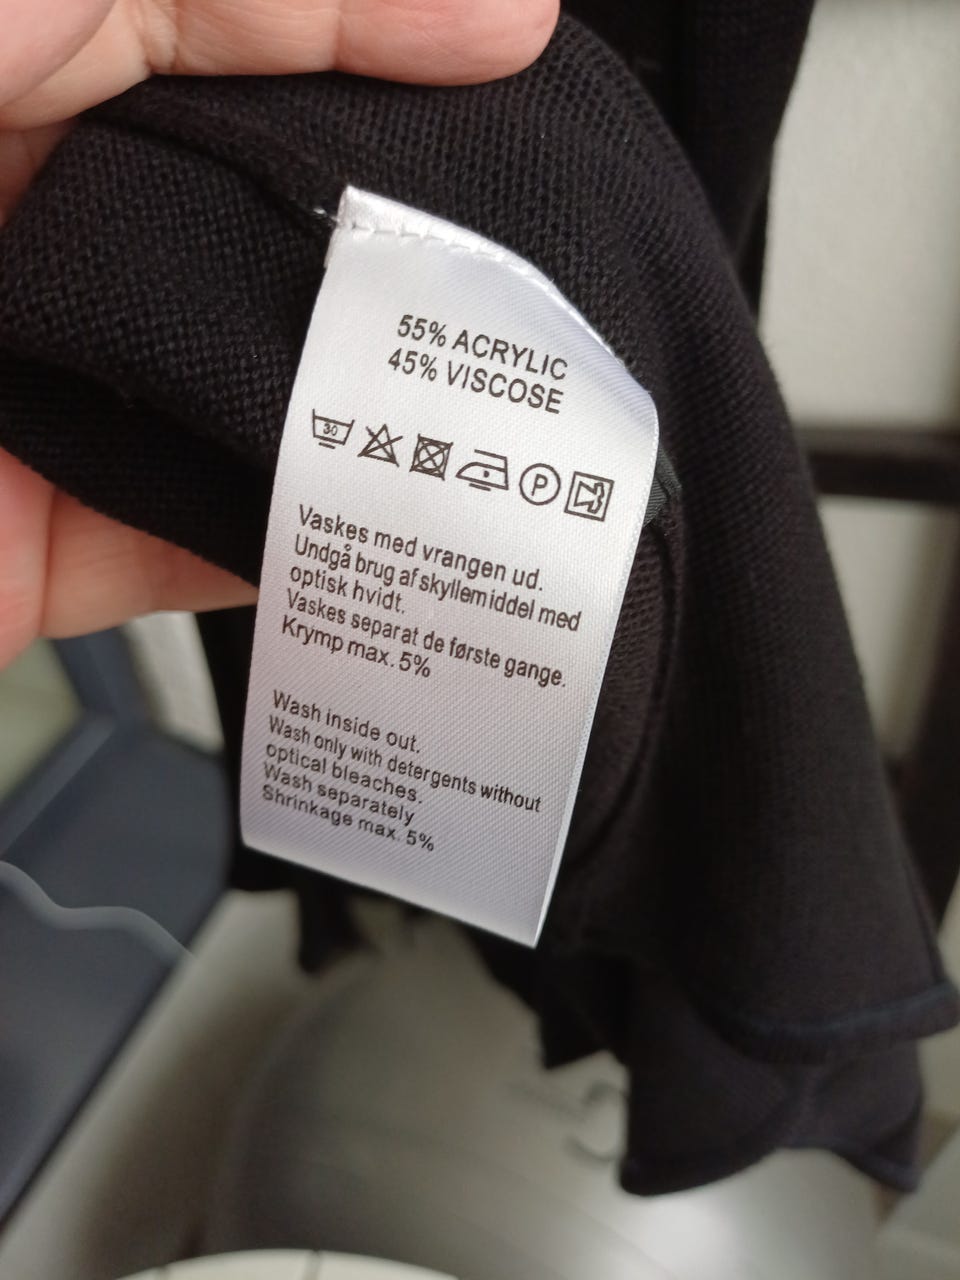 55% ACRYLIC
45% VISCOSE
30
P
Vaskes med vrangen ud.
Undgå brug af skyllemiddel med
optisk hvidt.
Vaskes separat de første gange.
Krymp max. 5%
Wash inside out.
Wash only with detergents without
optical bleaches.
Wash separately
Shrinkage max. 5%